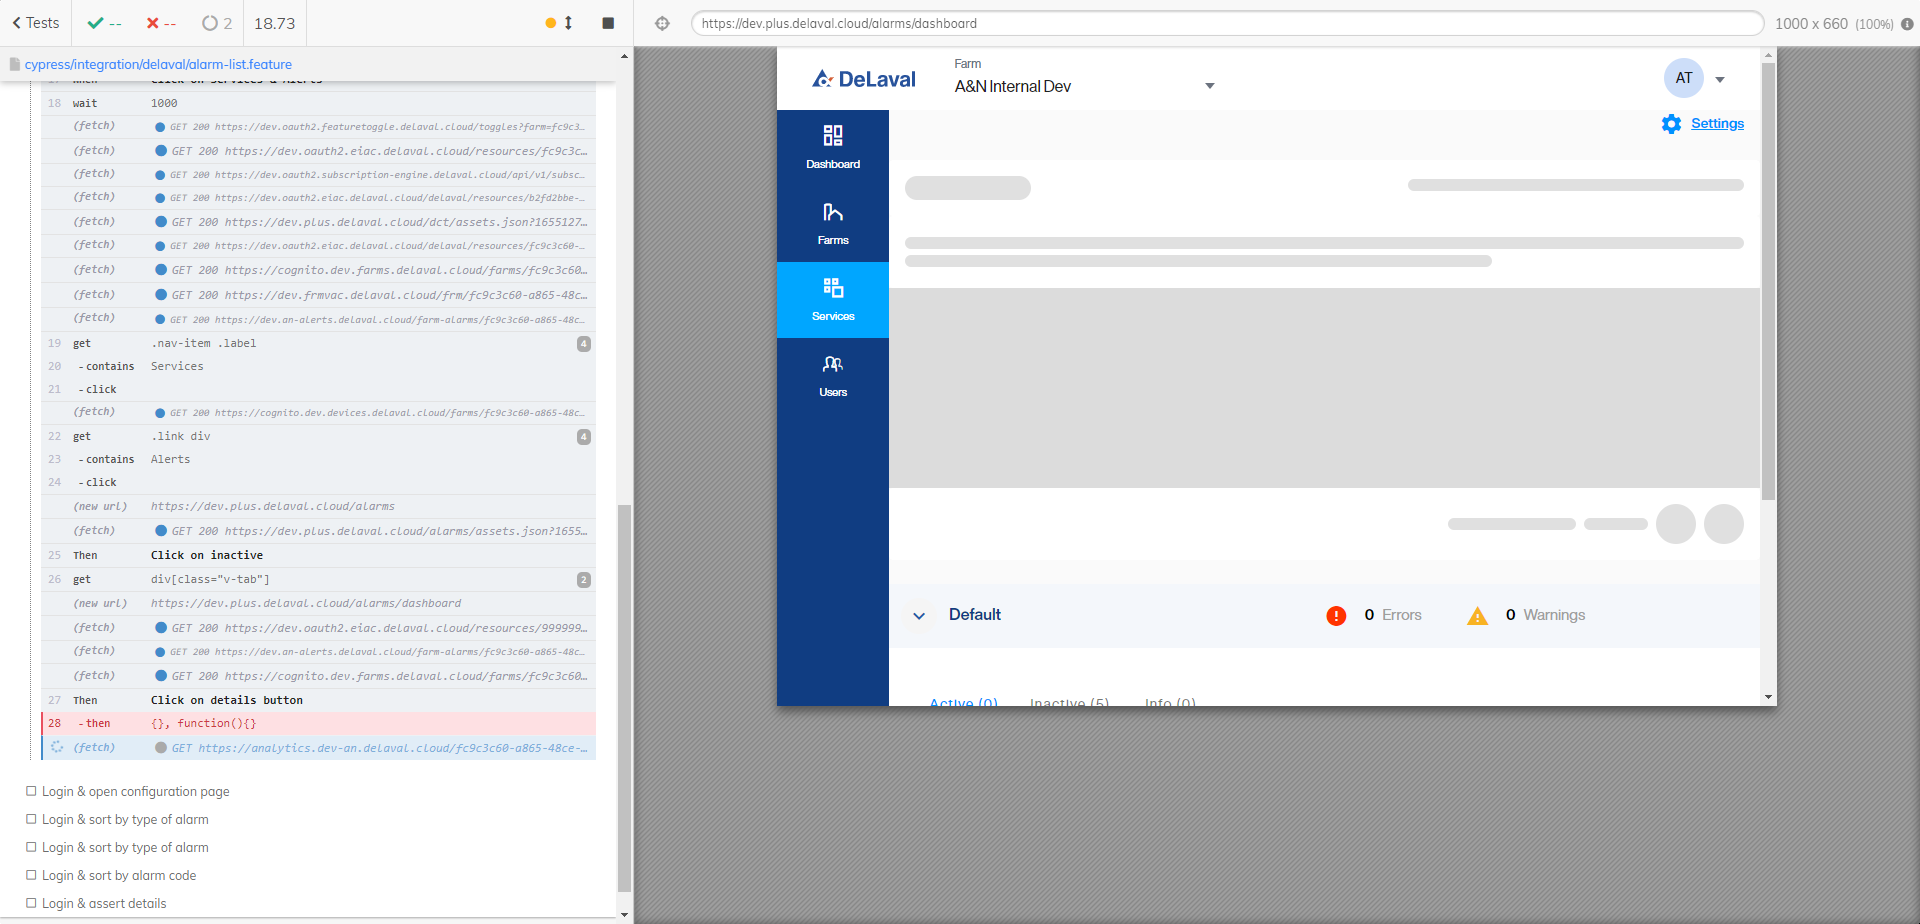 Tests
--
--
2
18.73
https://dev.plus.delaval.cloud/alarms/dashboard
1000 x 660 (100%)
cypress/integration/delaval/alarm-list.feature
18 wait 1000
(fetch) GET 200 https://dev.oauth2.featuretoggle.delaval.cloud/toggles?farm=fc9c3...
(fetch) GET 200 https://dev.oauth2.eiac.delaval.cloud/resources/fc9c3c...
(fetch) GET 200 https://dev.oauth2.subscription-engine.delaval.cloud/api/v1/subsc...
(fetch) GET 200 https://dev.oauth2.eiac.delaval.cloud/delaval/resources/b2fd2bbe-...
(fetch) GET 200 https://dev.plus.delaval.cloud/dct/assets.json?1655127...
(fetch) GET 200 https://dev.oauth2.eiac.delaval.cloud/delaval/resources/fc9c3c60-...
(fetch) GET 200 https://cognito.dev.farms.delaval.cloud/farms/fc9c3c60...
(fetch) GET 200 https://dev.frmvac.delaval.cloud/frm/fc9c3c60-a865-48c...
(fetch) GET 200 https://dev.an-alerts.delaval.cloud/farm-alarms/fc9c3c60-a865-48c...
19 get .nav-item .label 4
20 -contains Services
21 -click
(fetch) GET 200 https://cognito.dev.devices.delaval.cloud/farms/fc9c3c60-a865-48c...
22 get .link div 4
23 -contains Alerts
24 -click
(new url) https://dev.plus.delaval.cloud/alarms
(fetch) GET 200 https://dev.plus.delaval.cloud/alarms/assets.json?1655...
25 Then Click on inactive
26 get div[class="v-tab"] 2
(new url) https://dev.plus.delaval.cloud/alarms/dashboard
(fetch) GET 200 https://dev.oauth2.eiac.delaval.cloud/resources/999999...
(fetch) GET 200 https://dev.an-alerts.delaval.cloud/farm-alarms/fc9c3c60-a865-48c...
(fetch) GET 200 https://cognito.dev.farms.delaval.cloud/farms/fc9c3c60...
27 Then Click on details button
28 -then {}, function(){}
(fetch) GET https://analytics.dev-an.delaval.cloud/fc9c3c60-a865-48ce-...
Login & open configuration page
Login & sort by type of alarm
Login & sort by type of alarm
Login & sort by alarm code
Login & assert details
DeLaval
Farm
A&N Internal Dev
AT
Settings
Dashboard
Farms
Services
Users
Default
0 Errors
0 Warnings
Active (0)
Inactive (5)
Info (0)